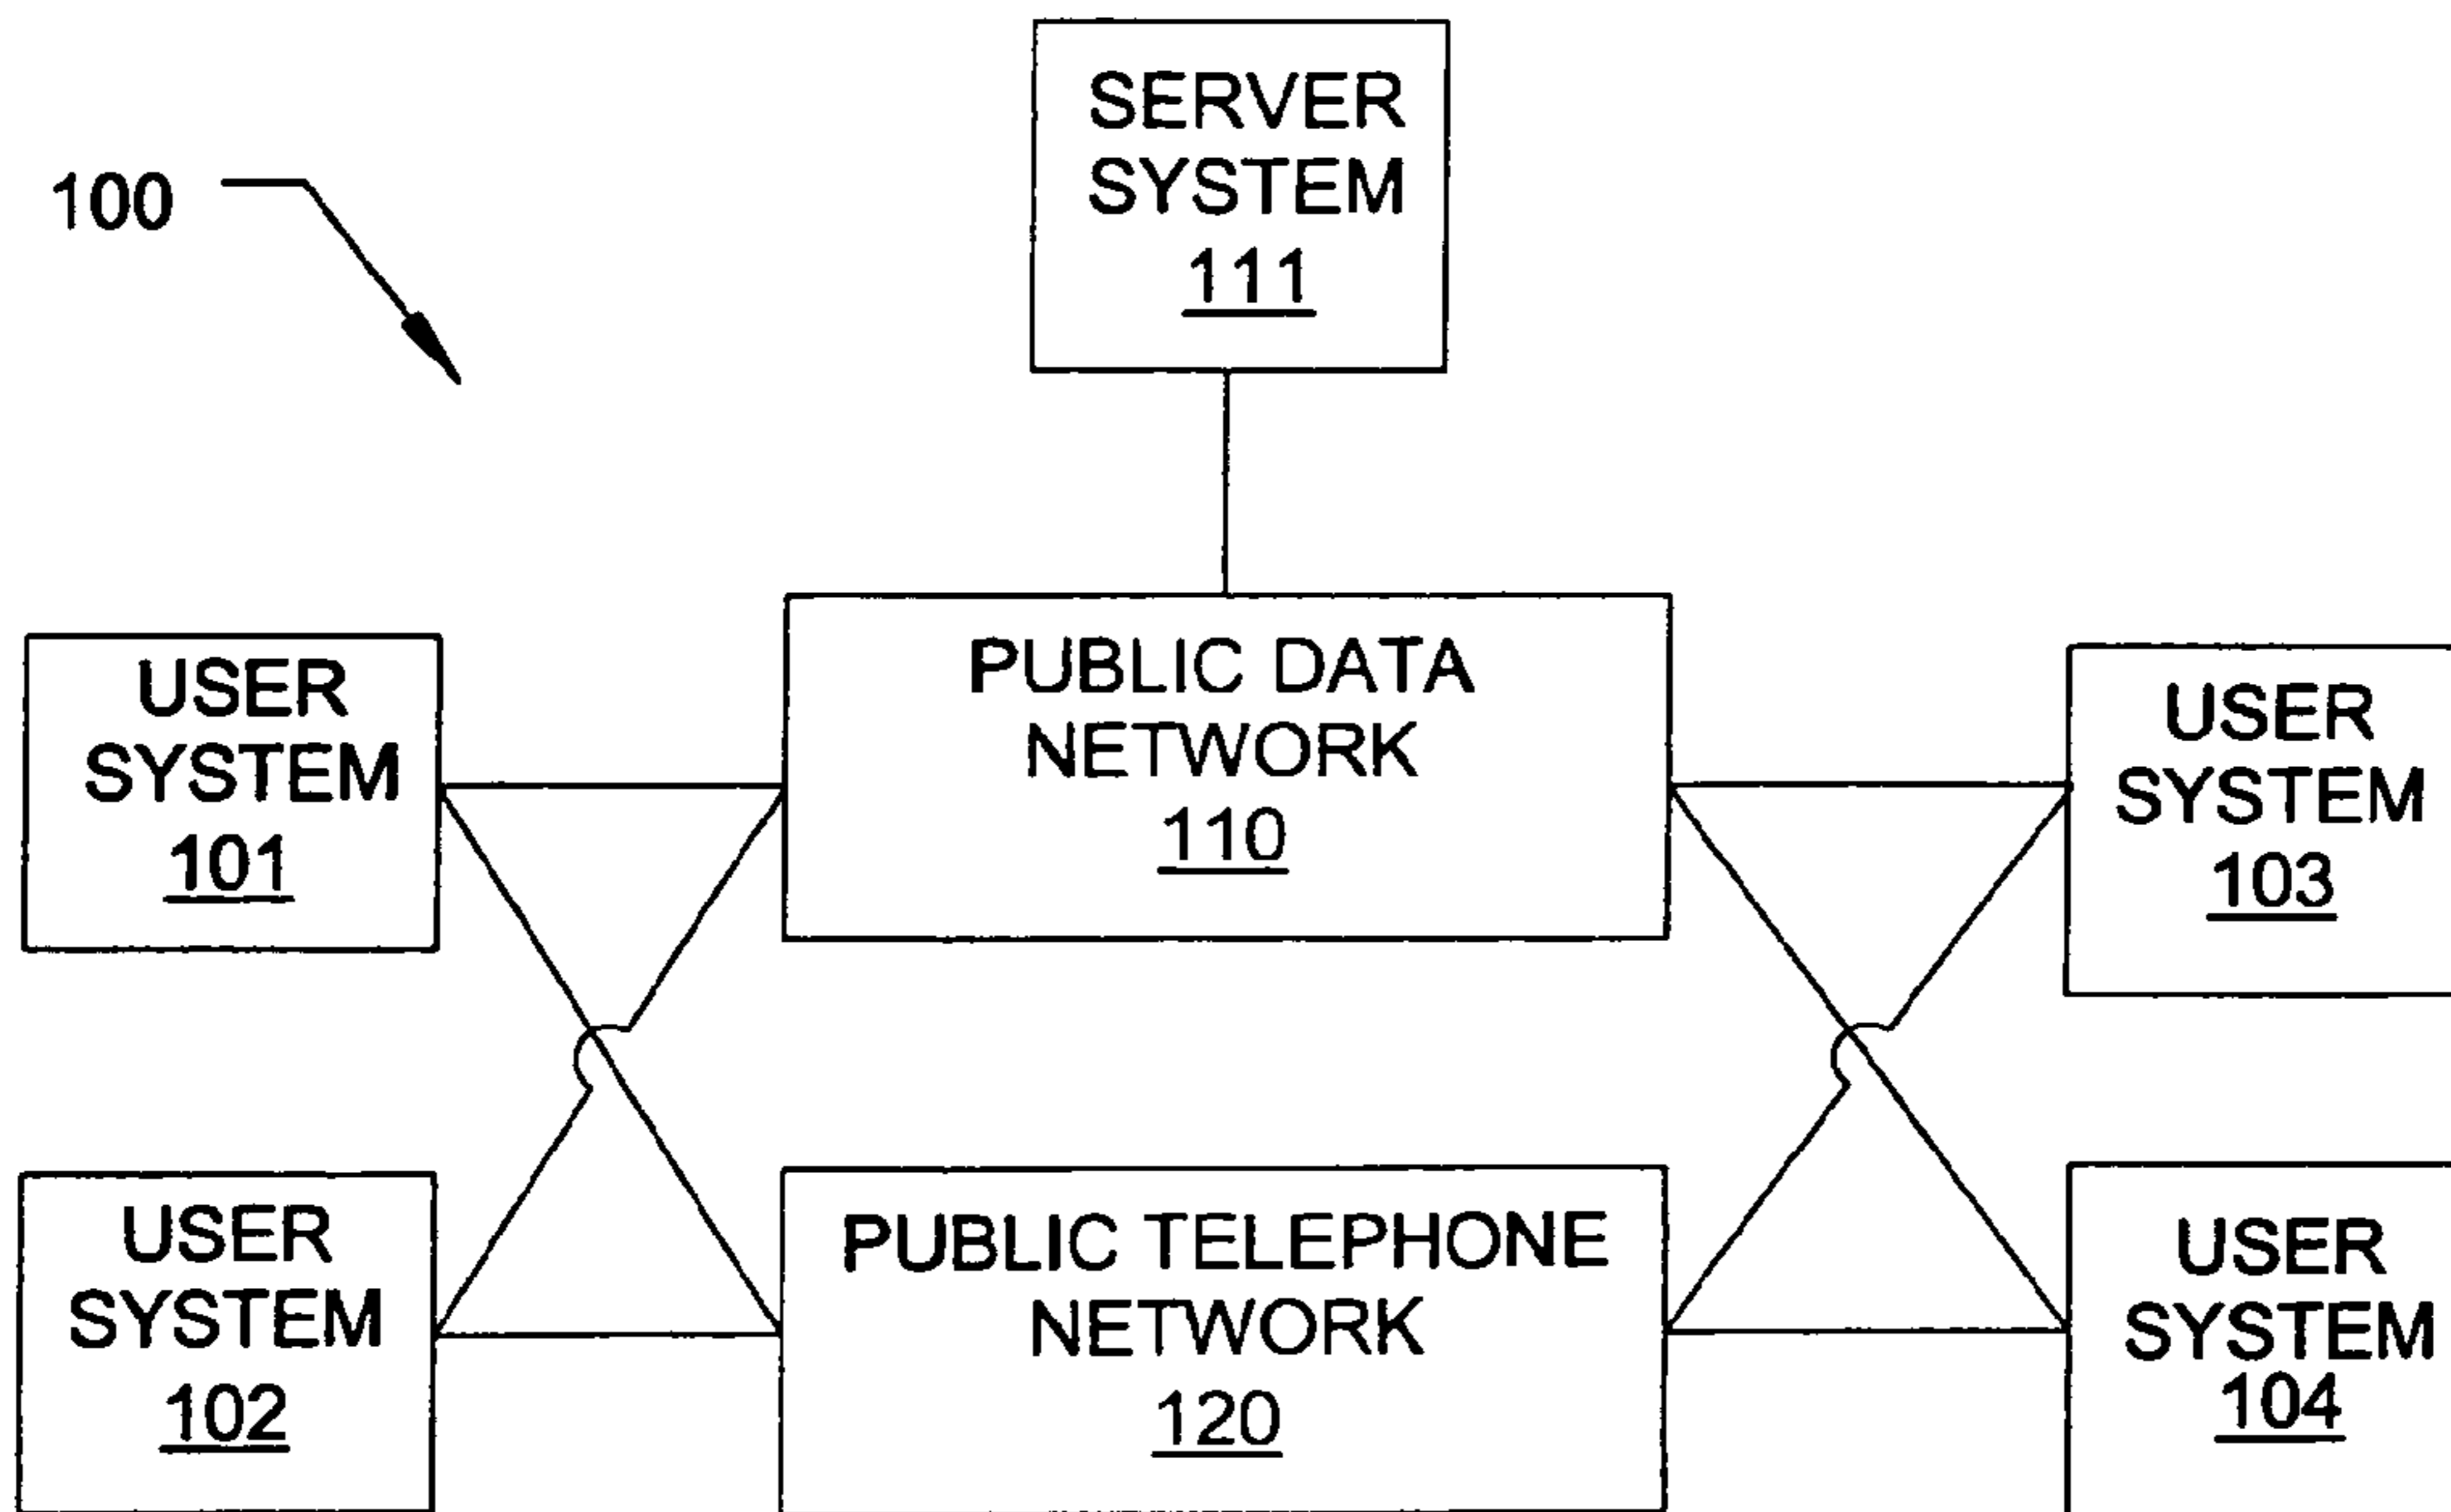 100
SERVER
SYSTEM
111
USER
SYSTEM
101
PUBLIC DATA
NETWORK
110
USER
SYSTEM
103
USER
SYSTEM
102
PUBLIC TELEPHONE
NETWORK
120
USER
SYSTEM
104